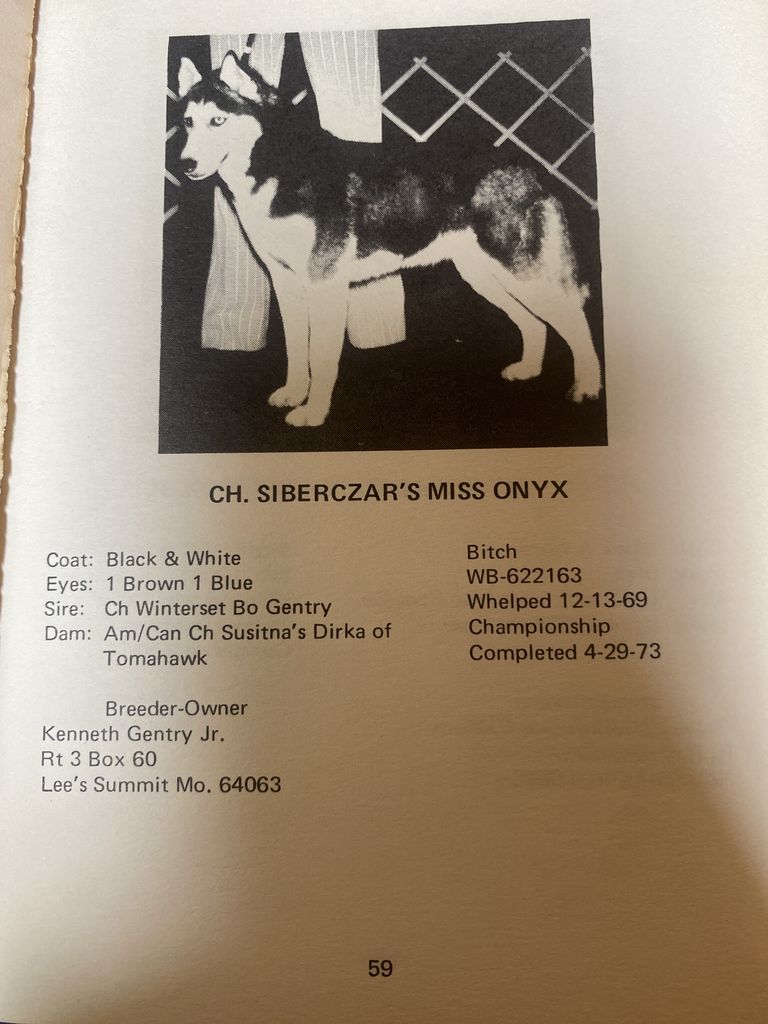 CH. SIBERCZAR'S MISS ONYX
Coat: Black & White
Eyes: 1 Brown 1 Blue
Sire: Ch Winterset Bo Gentry
Dam: Am/Can Ch Susitna's Dirka of
Tomahawk
Bitch
WB-622163
Whelped 12-13-69
Championship
Completed 4-29-73
Breeder-Owner
Kenneth Gentry Jr.
Rt 3 Box 60
Lee's Summit Mo. 64063
59